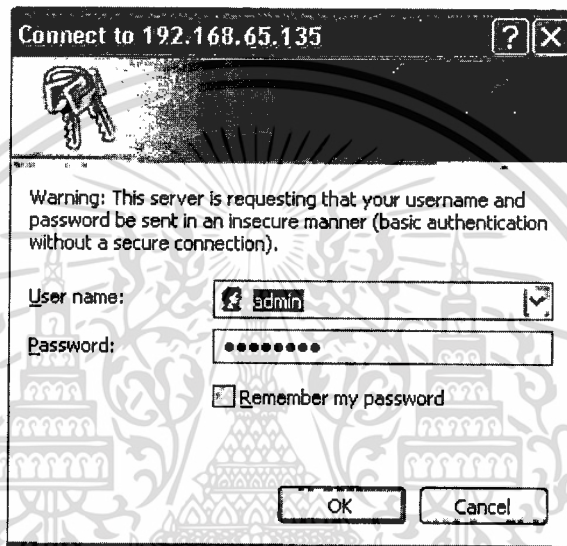 Connect to 192.168.65.135
Warning: This server is requesting that your username and
password be sent in an insecure manner (basic authentication
without a secure connection).
User name:
admin
Password:
●●●●●●●●
Remember my password
OK
Cancel